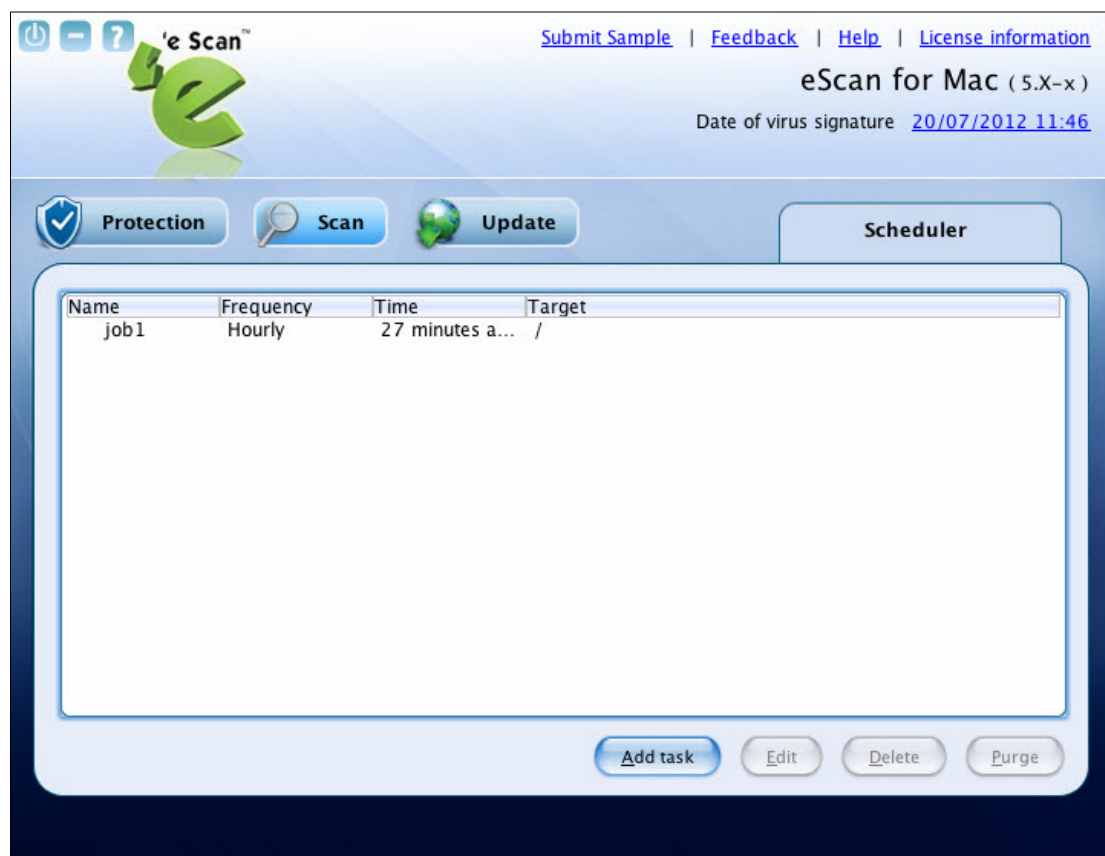 'e Scan™
Submit Sample | Feedback | Help | License information
eScan for Mac ( 5.X-x )
Date of virus signature 20/07/2012 11:46
Protection Scan Update Scheduler
Name Frequency Time Target
job1 Hourly 27 minutes a... /
Add task Edit Delete Purge